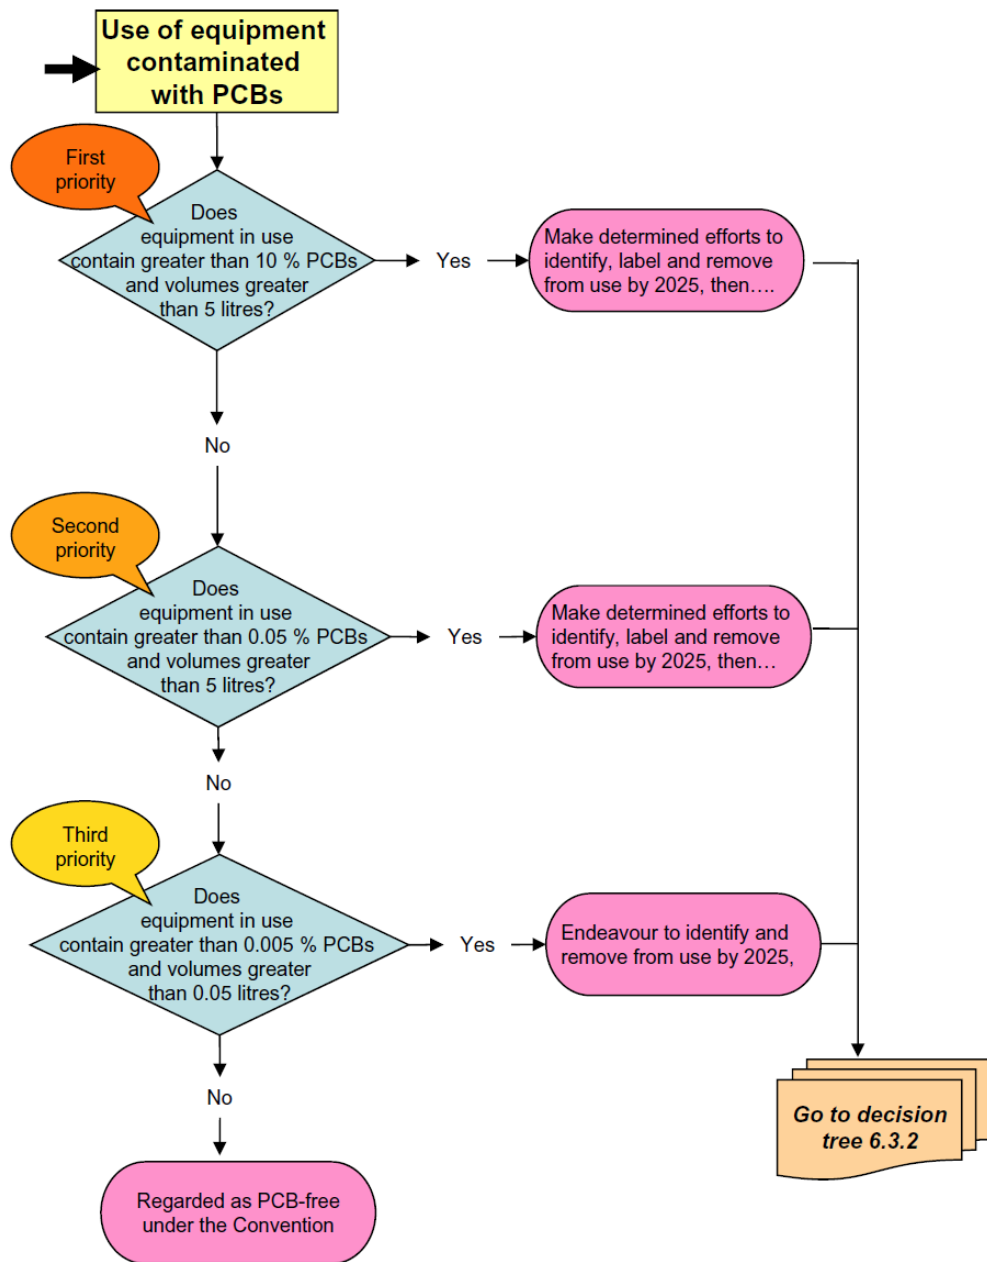 Use of equipment
contaminated
with PCBs
First
priority
Does
equipment in use
contain greater than 10 % PCBs
and volumes greater
than 5 litres?
Yes
Make determined efforts to
identify, label and remove
from use by 2025, then….
No
Second
priority
Does
equipment in use
contain greater than 0.05 % PCBs
and volumes greater
than 5 litres?
Yes
Make determined efforts to
identify, label and remove
from use by 2025, then…
No
Third
priority
Does
equipment in use
contain greater than 0.005 % PCBs
and volumes greater
than 0.05 litres?
Yes
Endeavour to identify and
remove from use by 2025,
No
Go to decision
tree 6.3.2
Regarded as PCB-free
under the Convention